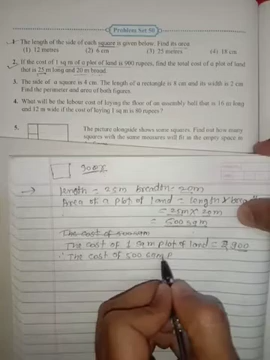 Problem Set 50
1. The length of the side of each square is given below. Find its area.
(1) 12 metres (2) 6 cm (3) 25 metres (4) 18 cm
2. If the cost of 1 sq m of a plot of land is 900 rupees, find the total cost of a plot of land
that is 25 m long and 20 m broad.
3. The side of a square is 4 cm. The length of a rectangle is 8 cm and its width is 2 cm.
Find the perimeter and area of both figures.
4. What will be the labour cost of laying the floor of an assembly hall that is 16 m long
and 12 m wide if the cost of laying 1 sq m is 80 rupees?
5. The picture alongside shows some squares. Find out how many
squares with the same measures will fit in the empty space in
length = 25m breadth = 20m
Area of a plot of land = length x
= 25m x 20m
= 500 sqm
The cost of
The cost of 1 sqm plot of land = ₹ 900
∴ The cost of 500 sqm p